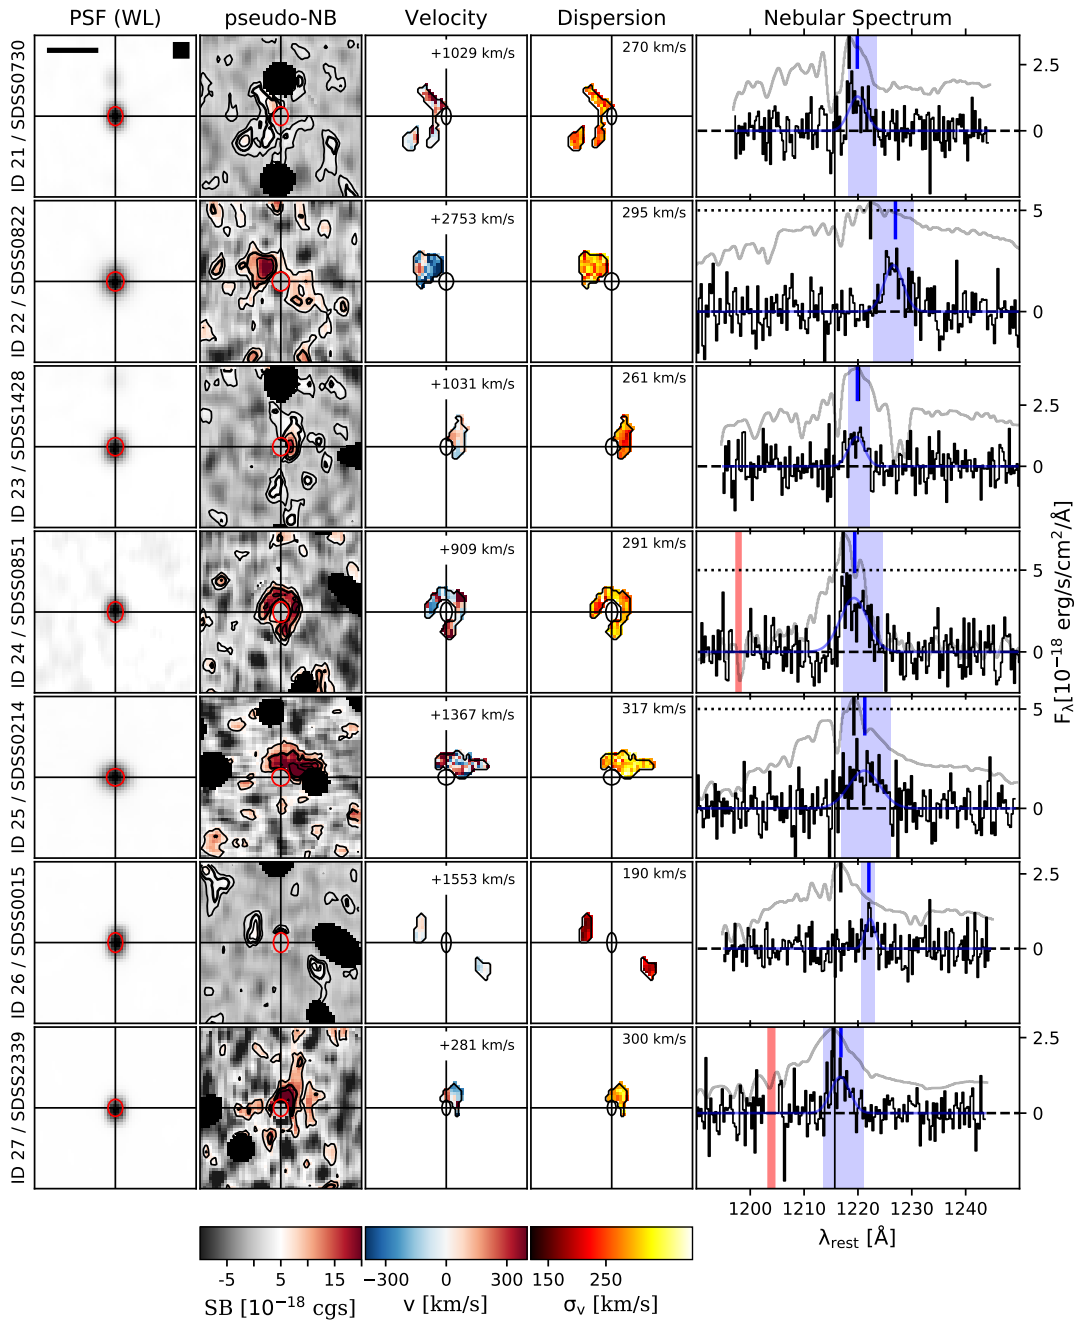 PSF (WL) pseudo-NB Velocity Dispersion Nebular Spectrum
ID 21 / SDSS0730 +1029 km/s 270 km/s 2.5 0
ID 22 / SDSS0822 +2753 km/s 295 km/s 5 0
ID 23 / SDSS1428 +1031 km/s 261 km/s 2.5 0
ID 24 / SDSS0851 +909 km/s 291 km/s 5 0
ID 25 / SDSS0214 +1367 km/s 317 km/s 5 0
ID 26 / SDSS0015 +1553 km/s 190 km/s 2.5 0
ID 27 / SDSS2339 +281 km/s 300 km/s 2.5 0
F_λ[10⁻¹⁸ erg/s/cm²/Å]
1200 1210 1220 1230 1240
λ_rest [Å]
-5 5 15 −300 0 300 150 250
SB [10⁻¹⁸ cgs] v [km/s] σ_v [km/s]